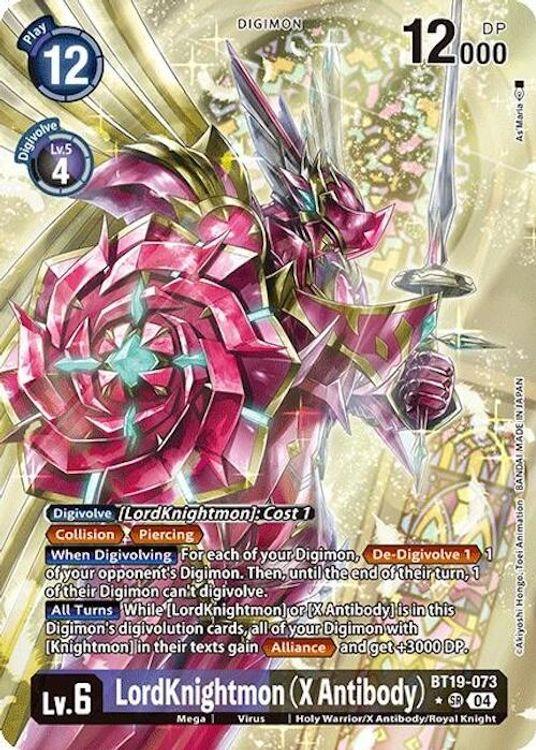 DIGIMON
Play
12
DP
12000
Digivolve
Lv.5
4
As'Maria
©Akiyoshi Hongo, Toei Animation BANDAI MADE IN JAPAN
Digivolve [LordKnightmon]: Cost 1
Collision Piercing
When Digivolving For each of your Digimon, De-Digivolve 1 1
of your opponent's Digimon. Then, until the end of their turn, 1
of their Digimon can't digivolve.
All Turns While [LordKnightmon] or [X Antibody] is in this
Digimon's digivolution cards, all of your Digimon with
[Knightmon] in their texts gain Alliance and get +3000 DP.
BT19-073
Lv.6 LordKnightmon (X Antibody) SR 04
Mega | Virus | Holy Warrior/X Antibody/Royal Knight